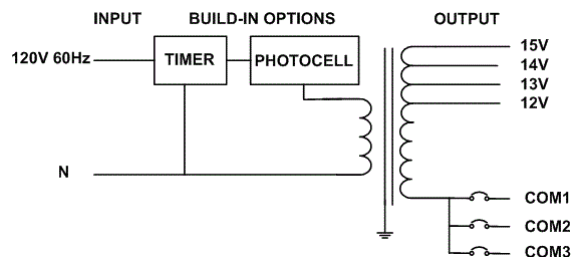 INPUT BUILD-IN OPTIONS OUTPUT
120V 60Hz TIMER PHOTOCELL
15V
14V
13V
12V
N
COM1
COM2
COM3